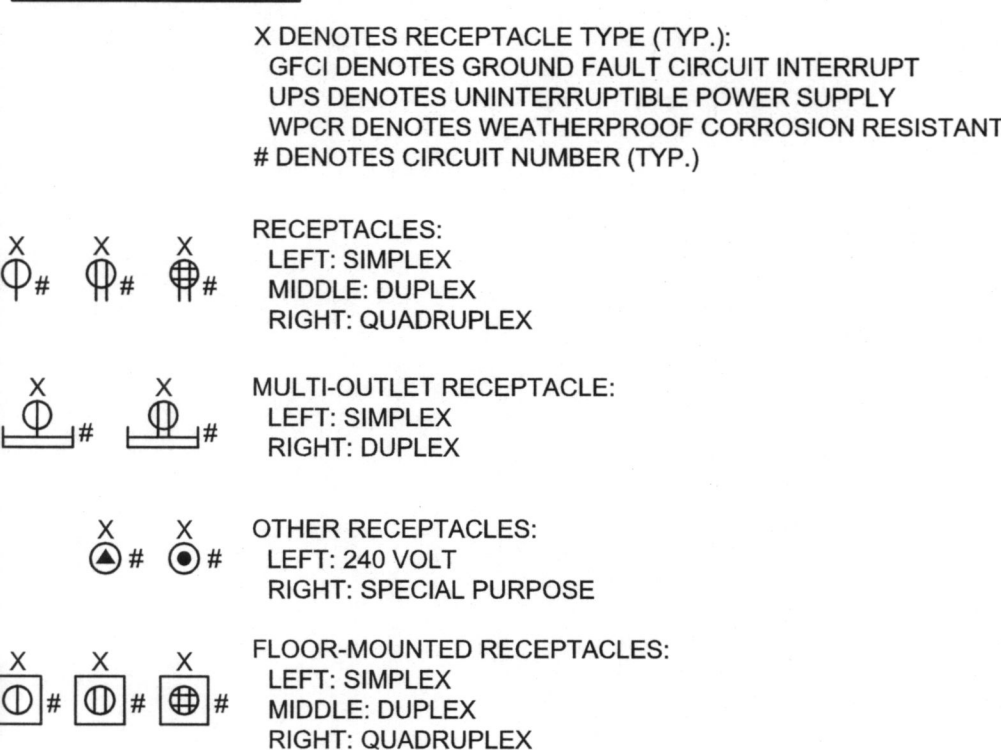 X DENOTES RECEPTACLE TYPE (TYP.):
GFCI DENOTES GROUND FAULT CIRCUIT INTERRUPT
UPS DENOTES UNINTERRUPTIBLE POWER SUPPLY
WPCR DENOTES WEATHERPROOF CORROSION RESISTANT
# DENOTES CIRCUIT NUMBER (TYP.)
X X X
# # #
RECEPTACLES:
LEFT: SIMPLEX
MIDDLE: DUPLEX
RIGHT: QUADRUPLEX
X X
# #
MULTI-OUTLET RECEPTACLE:
LEFT: SIMPLEX
RIGHT: DUPLEX
X X
# #
OTHER RECEPTACLES:
LEFT: 240 VOLT
RIGHT: SPECIAL PURPOSE
X X X
# # #
FLOOR-MOUNTED RECEPTACLES:
LEFT: SIMPLEX
MIDDLE: DUPLEX
RIGHT: QUADRUPLEX